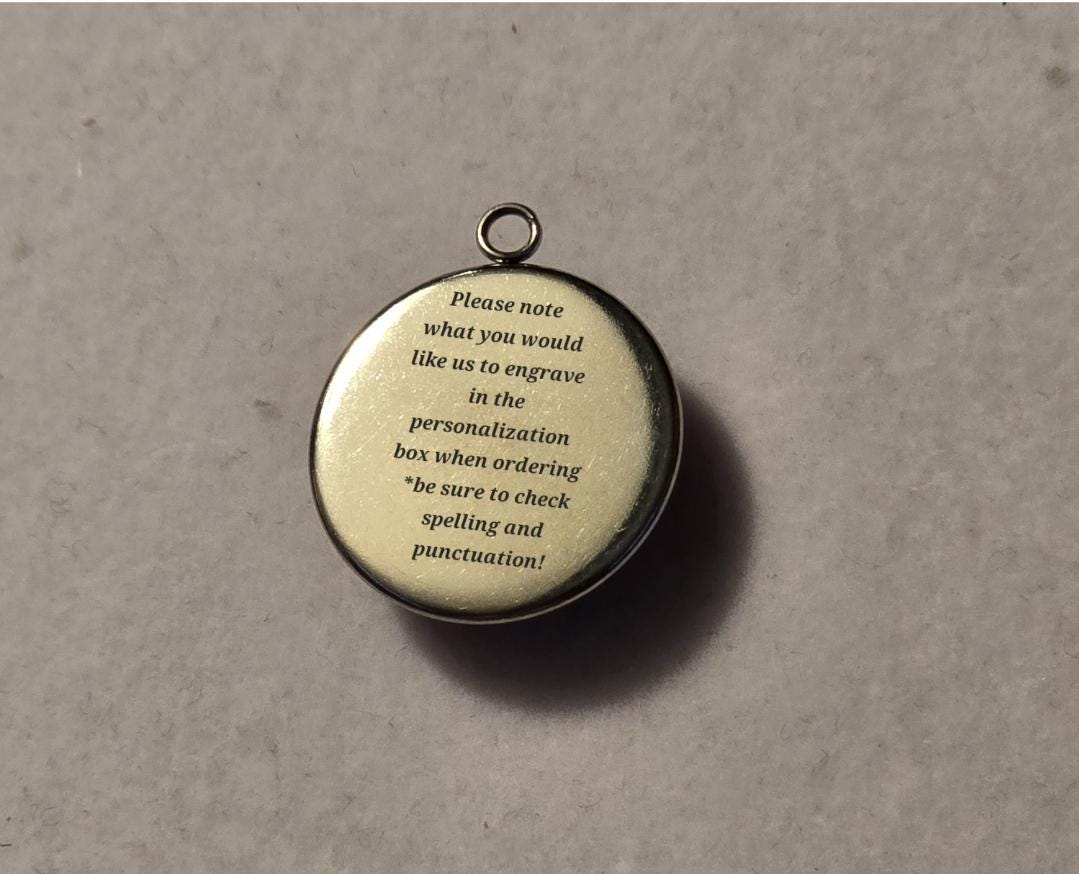 Please note
what you would
like us to engrave
in the
personalization
box when ordering
*be sure to check
spelling and
punctuation!